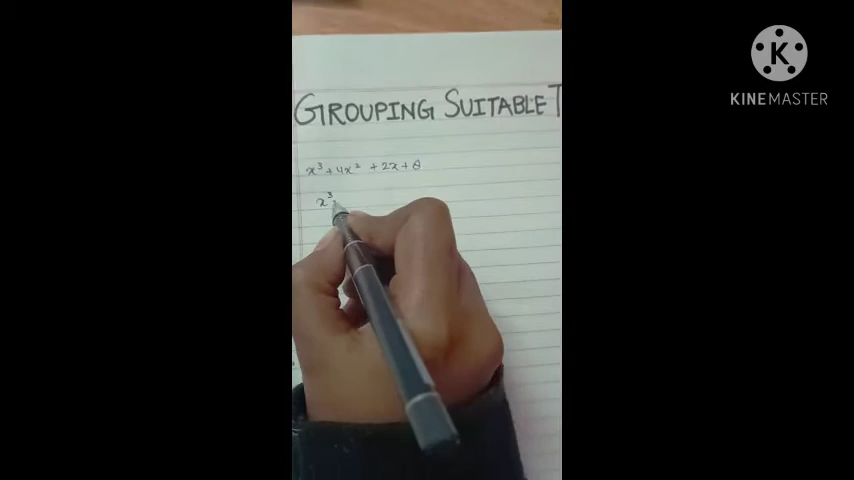 GROUPING SUITABLE T
x³ + 4x² + 2x + 8
x³
K
KINEMASTER